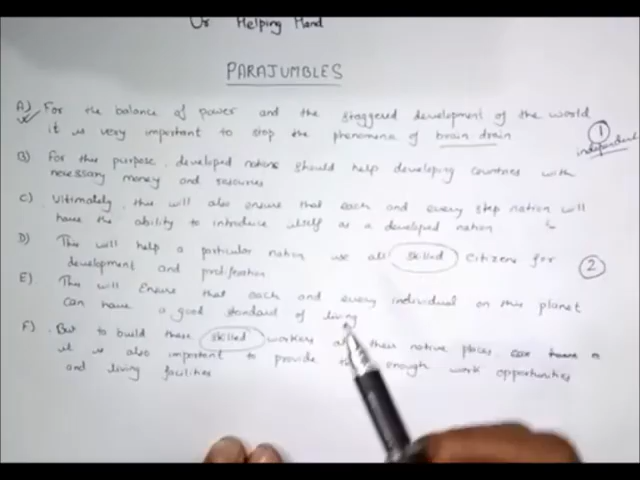 Ur Helping Hand
PARAJUMBLES
A) For the balance of power and the staggered development of the world
it is very important to stop the phenomena of brain drain
1
independent
B) For this purpose, developed nations should help developing countries with
necessary money and resources
C) Ultimately, this will also ensure that each and every step nation will
have the ability to introduce itself as a developed nation
D) This will help a particular nation use all skilled citizens for
development and proliferation
2
E) This will Ensure that each and every individual on this planet
can have a good standard of living
F) But to build these skilled workers their native places
it is also important to provide enough work opportunities
and living facilities